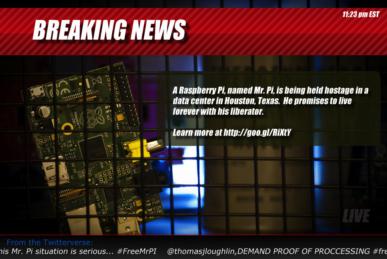 11:23 pm EST
BREAKING NEWS
A Raspberry Pi, named Mr. Pi, is being held hostage in a
data center in Houston, Texas. He promises to live
forever with his liberator.
Learn more at http://goo.gl/RiXtY
LIVE
From the Twitterverse:
his Mr. Pi situation is serious... #FreeMrPI @thomasjloughlin,DEMAND PROOF OF PROCCESSING #fre